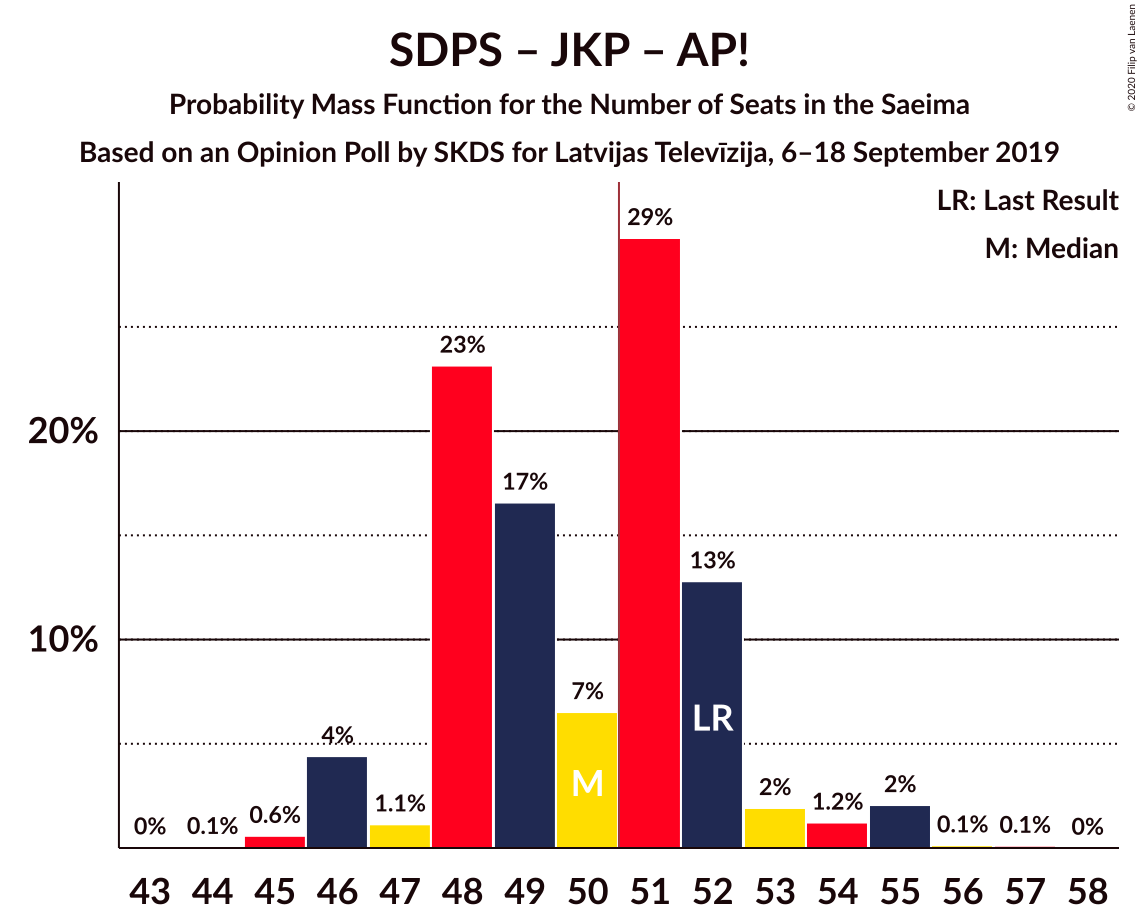 SDPS – JKP – AP!
Probability Mass Function for the Number of Seats in the Saeima
Based on an Opinion Poll by SKDS for Latvijas Televīzija, 6–18 September 2019
© 2020 Filip van Laenen
LR: Last Result
M: Median
20%
10%
0%
0.1%
0.6%
4%
1.1%
23%
17%
7%
29%
13%
2%
1.2%
2%
0.1%
0.1%
0%
M
LR
43 44 45 46 47 48 49 50 51 52 53 54 55 56 57 58